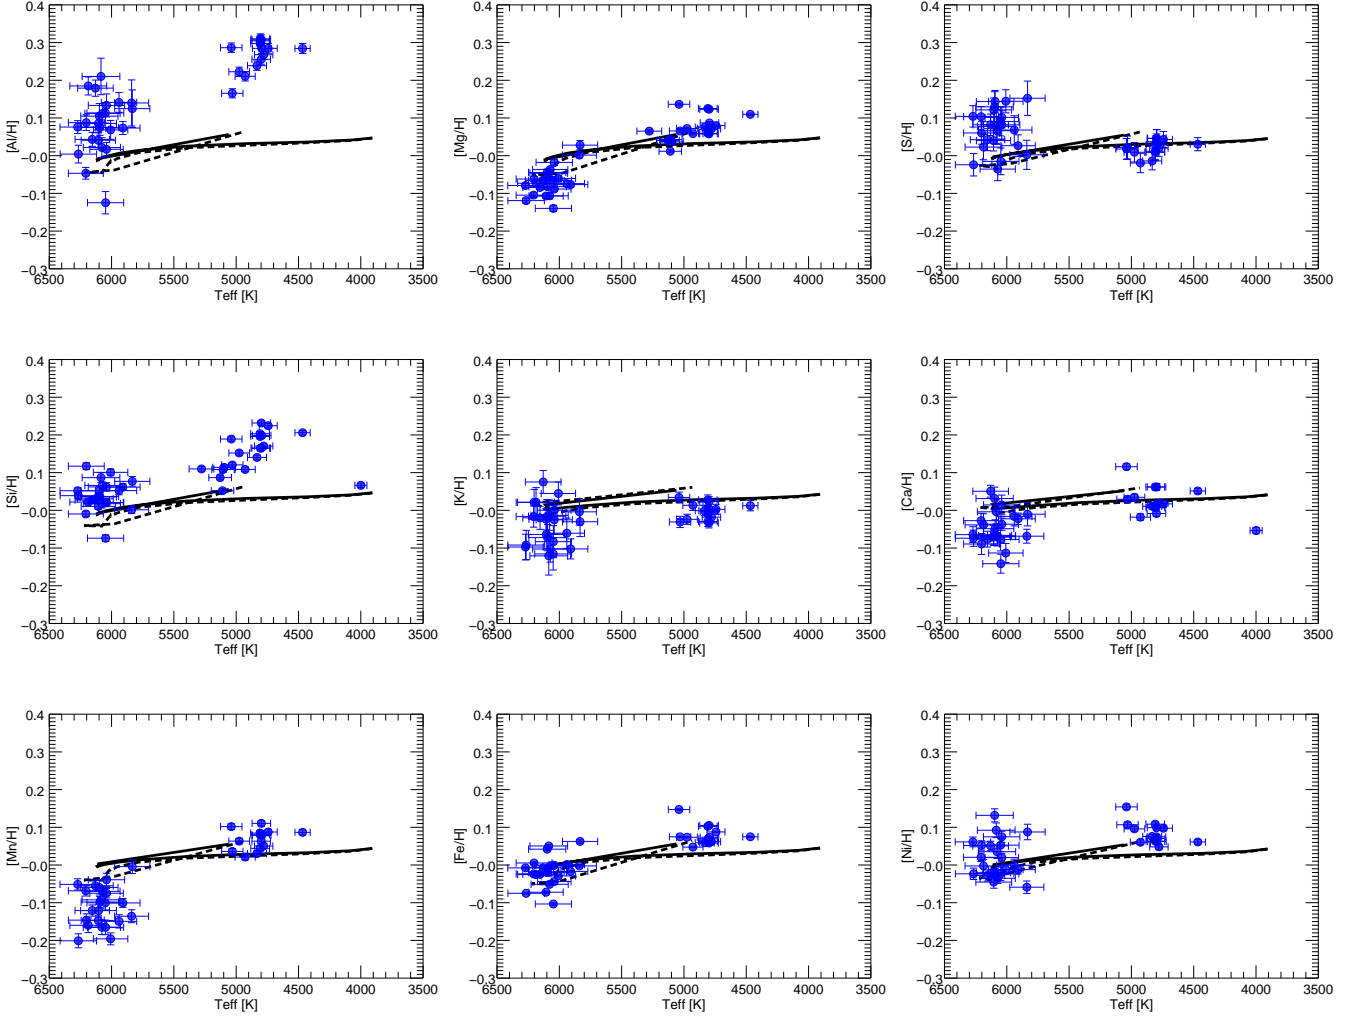 0.4 0.4 0.4
0.3 0.3 0.3
0.2 0.2 0.2
0.1 0.1 0.1
[Al/H] -0.0 [Mg/H] -0.0 [S/H] -0.0
-0.1 -0.1 -0.1
-0.2 -0.2 -0.2
-0.3 -0.3 -0.3
6500 6000 5500 5000 4500 4000 3500 6500 6000 5500 5000 4500 4000 3500 6500 6000 5500 5000 4500 4000 3500
Teff [K] Teff [K] Teff [K]
0.4 0.4 0.4
0.3 0.3 0.3
0.2 0.2 0.2
0.1 0.1 0.1
[Si/H] -0.0 [K/H] -0.0 [Ca/H] -0.0
-0.1 -0.1 -0.1
-0.2 -0.2 -0.2
-0.3 -0.3 -0.3
6500 6000 5500 5000 4500 4000 3500 6500 6000 5500 5000 4500 4000 3500 6500 6000 5500 5000 4500 4000 3500
Teff [K] Teff [K] Teff [K]
0.4 0.4 0.4
0.3 0.3 0.3
0.2 0.2 0.2
0.1 0.1 0.1
[Mn/H] -0.0 [Fe/H] -0.0 [Ni/H] -0.0
-0.1 -0.1 -0.1
-0.2 -0.2 -0.2
-0.3 -0.3 -0.3
6500 6000 5500 5000 4500 4000 3500 6500 6000 5500 5000 4500 4000 3500 6500 6000 5500 5000 4500 4000 3500
Teff [K] Teff [K] Teff [K]